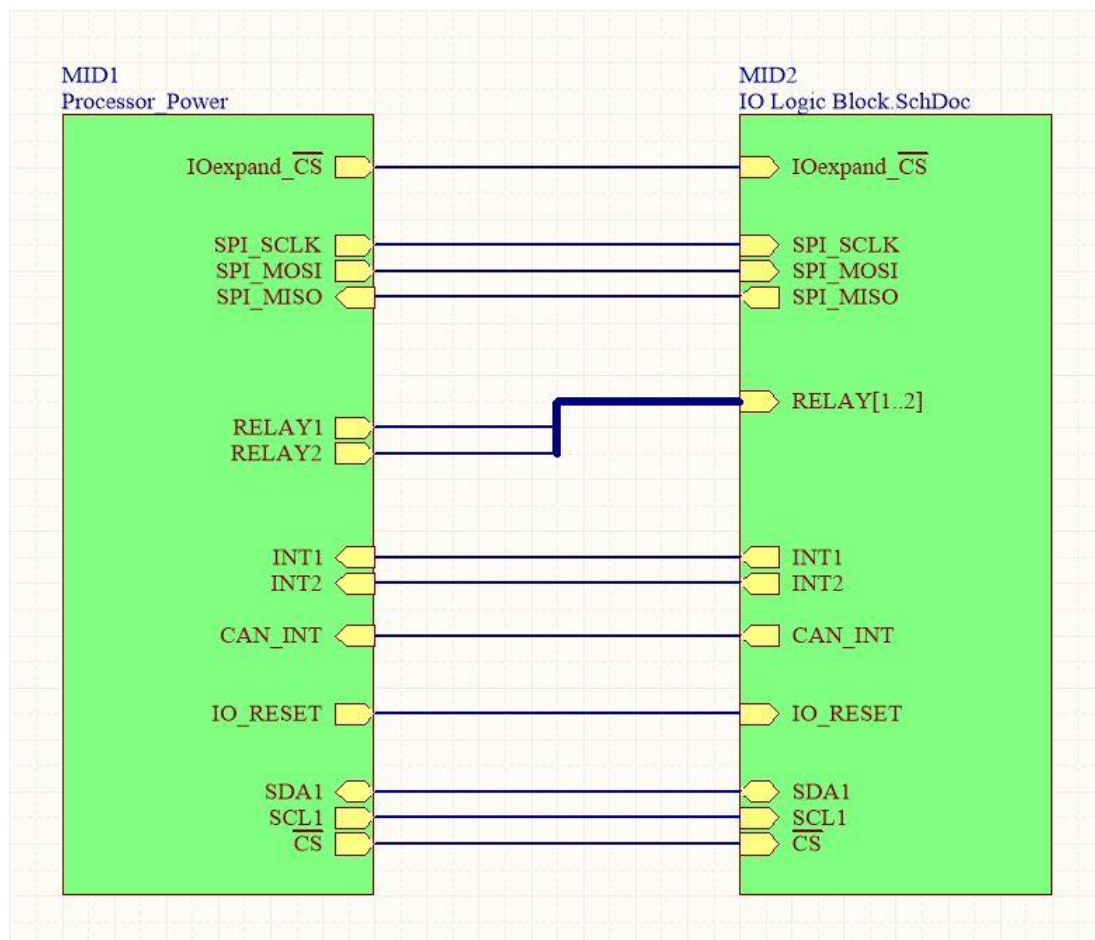 MID1
Processor_Power
IOexpand_CS
SPI_SCLK
SPI_MOSI
SPI_MISO
RELAY1
RELAY2
INT1
INT2
CAN_INT
IO_RESET
SDA1
SCL1
CS
MID2
IO Logic Block.SchDoc
IOexpand_CS
SPI_SCLK
SPI_MOSI
SPI_MISO
RELAY[1..2]
INT1
INT2
CAN_INT
IO_RESET
SDA1
SCL1
CS